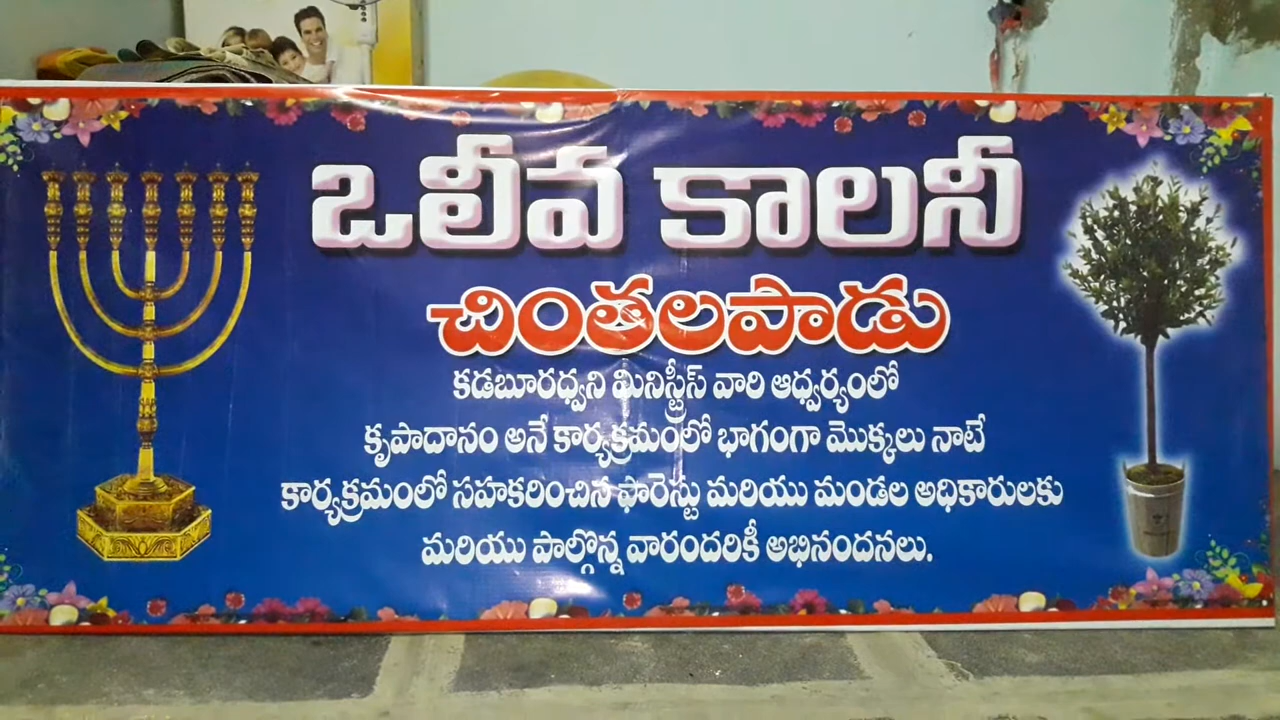 ఒలీవ కాలనీ
చింతలపాడు
కడబూరధ్వని మినిస్ట్రీస్ వారి ఆధ్వర్యంలో
కృపాదానం అనే కార్యక్రమంలో భాగంగా మొక్కలు నాటే
కార్యక్రమంలో సహకరించిన ఫారెస్టు మరియు మండల అధికారులకు
మరియు పాల్గొన్న వారందరికీ అభినందనలు.